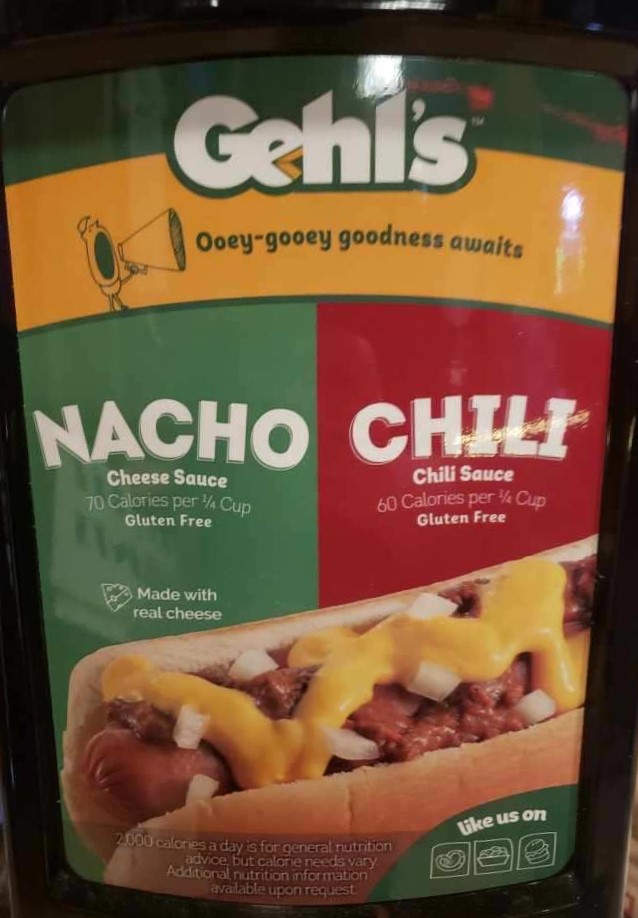 Gehl's™
Ooey-gooey goodness awaits
NACHO
Cheese Sauce
70 Calories per ¼ Cup
Gluten Free
Made with
real cheese
CHILI
Chili Sauce
60 Calories per ¼ Cup
Gluten Free
like us on
2,000 calories a day is for general nutrition
advice, but calorie needs vary.
Additional nutrition information
available upon request.